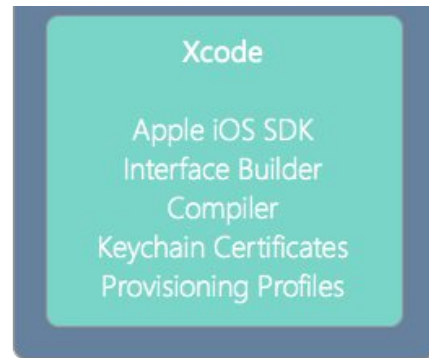 Xcode
Apple iOS SDK
Interface Builder
Compiler
Keychain Certificates
Provisioning Profiles